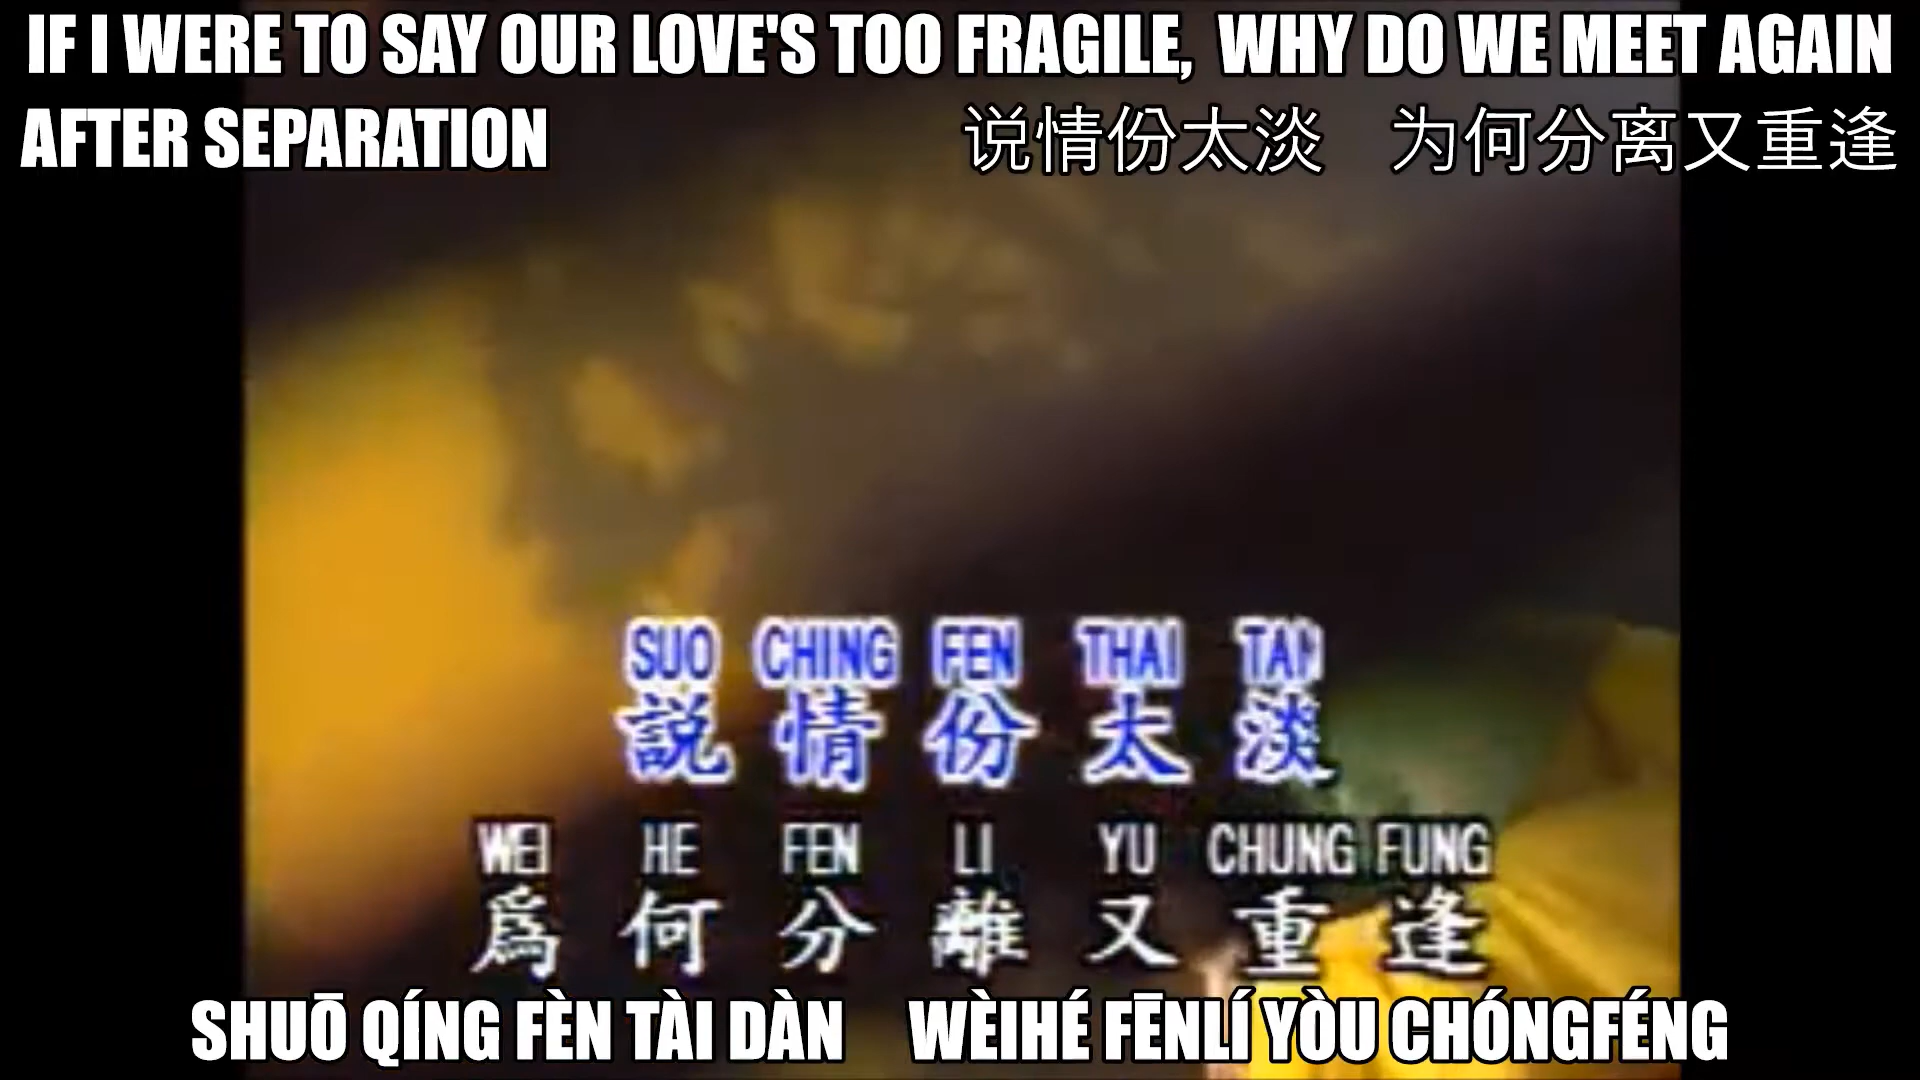 IF I WERE TO SAY OUR LOVE'S TOO FRAGILE, WHY DO WE MEET AGAIN
AFTER SEPARATION
说情份太淡 为何分离又重逢
SUO CHING FEN THAI TAN
説情份太淡
WEI HE FEN LI YU CHUNG FUNG
爲何分離又重逢
SHUŌ QÍNG FÈN TÀI DÀN WÈIHÉ FĒNLÍ YÒU CHÓNGFÉNG